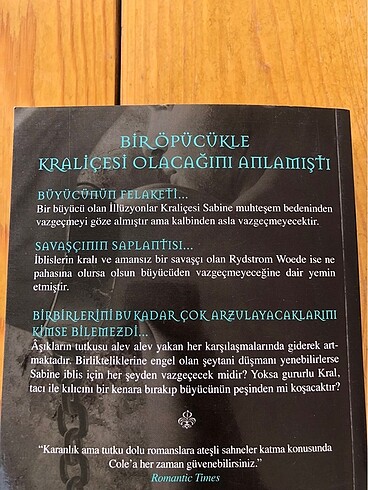 BİR ÖPÜCÜKLE
KRALİÇESİ OLACAĞINI ANLAMIŞTI
BÜYÜCÜNÜN FELAKETİ...
Bir büyücü olan İllüzyonlar Kraliçesi Sabine muhteşem bedeninden
vazgeçmeyi göze almıştır ama kalbinden asla vazgeçmeyecektir.
SAVAŞÇININ SAPLANTISI...
İblislerin kralı ve amansız bir savaşçı olan Rydstrom Woede ise ne
pahasına olursa olsun büyücüden vazgeçmeyeceğine dair yemin
etmiştir.
BİRBİRLERİNİ BU KADAR ÇOK ARZULAYACAKLARINI
KİMSE BİLEMEZDİ...
Âşıkların tutkusu alev alev yakan her karşılaşmalarında giderek art-
maktadır. Birlikteliklerine engel olan şeytani düşmanı yenebilirlerse
Sabine iblis için her şeyden vazgeçecek midir? Yoksa gururlu Kral,
tacı ile kılıcını bir kenara bırakıp büyücünün peşinden mi koşacaktır?
“Karanlık ama tutku dolu romanslara ateşli sahneler katma konusunda
Cole'a her zaman güvenebilirsiniz.”
Romantic Times